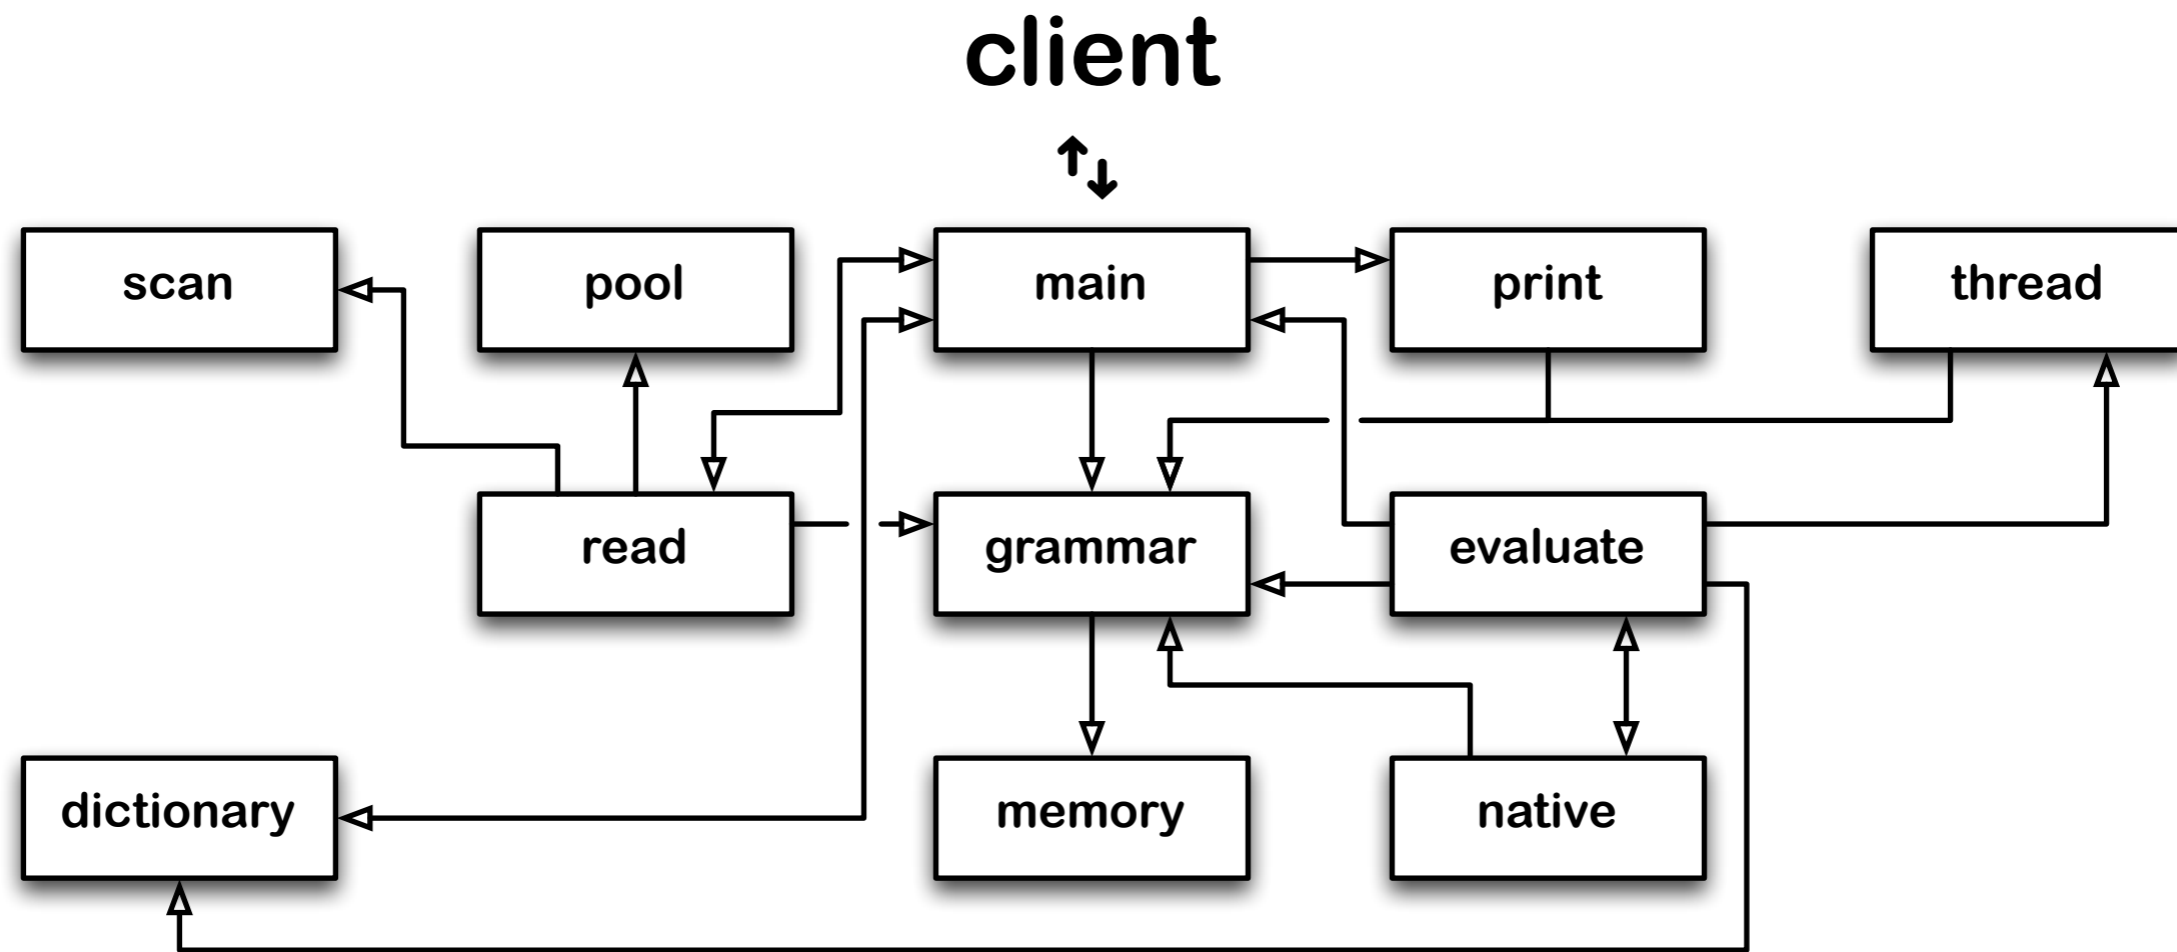 client
scan
pool
main
print
thread
read
grammar
evaluate
dictionary
memory
native